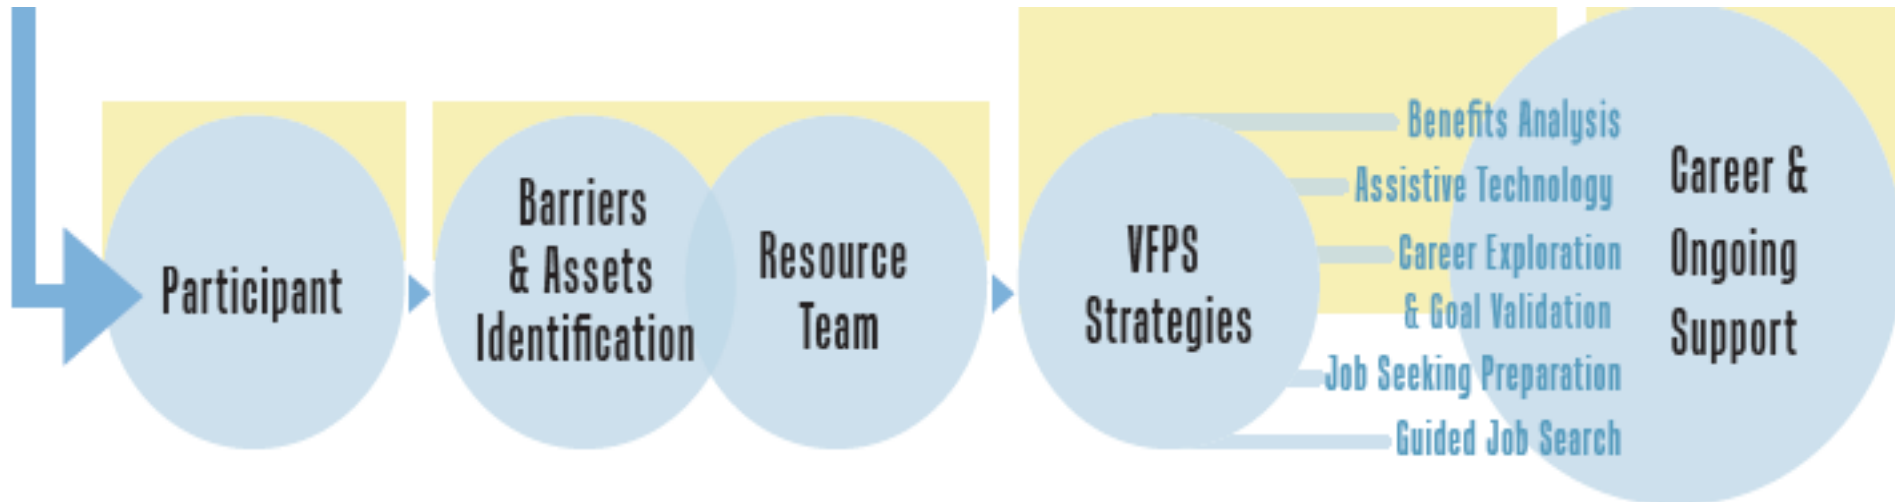 Participant
Barriers
& Assets
Identification
Resource
Team
VFPS
Strategies
Benefits Analysis
Assistive Technology
Career Exploration
& Goal Validation
Job Seeking Preparation
Guided Job Search
Career &
Ongoing
Support